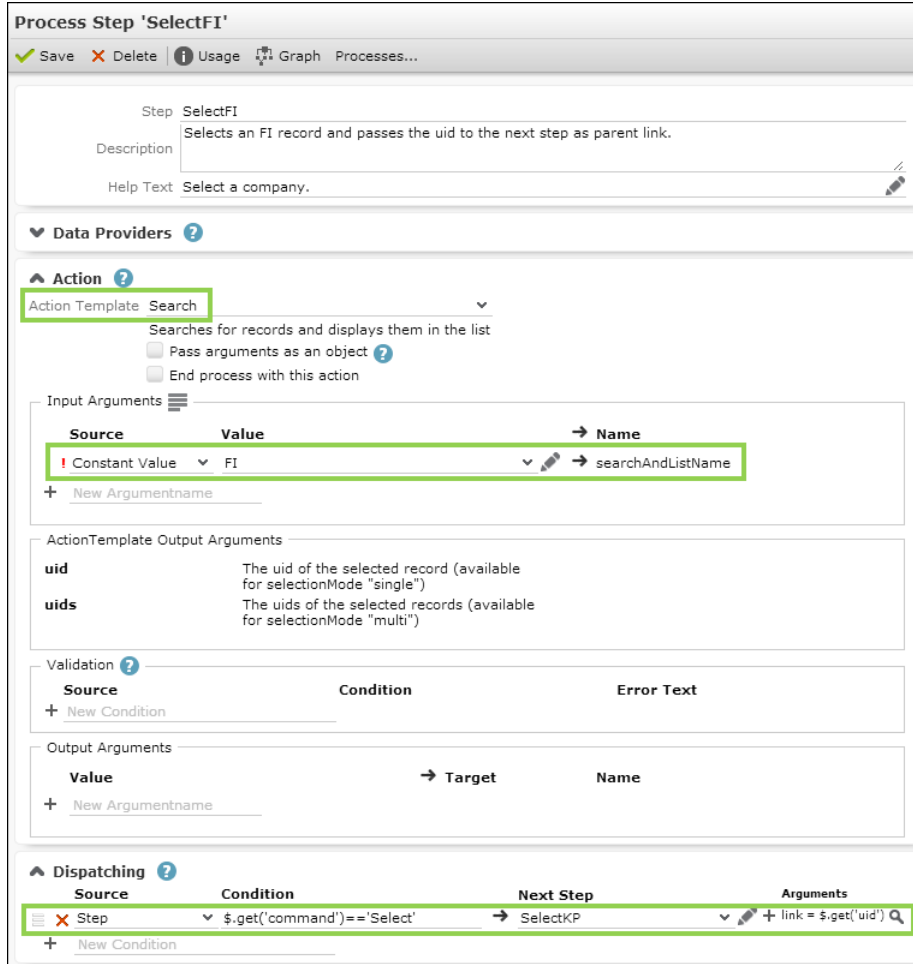 Process Step 'SelectFI'
Save Delete Usage Graph Processes...
Step SelectFI
Description Selects an FI record and passes the uid to the next step as parent link.
Help Text Select a company.
Data Providers ?
Action ?
Action Template Search
Searches for records and displays them in the list
Pass arguments as an object ?
End process with this action
Input Arguments
Source Value → Name
! Constant Value FI → searchAndListName
+ New Argumentname
ActionTemplate Output Arguments
uid The uid of the selected record (available
for selectionMode "single")
uids The uids of the selected records (available
for selectionMode "multi")
Validation ?
Source Condition Error Text
+ New Condition
Output Arguments
Value → Target Name
+ New Argumentname
Dispatching ?
Source Condition Next Step Arguments
Step $.get('command')=='Select' → SelectKP + link = $.get('uid')
+ New Condition